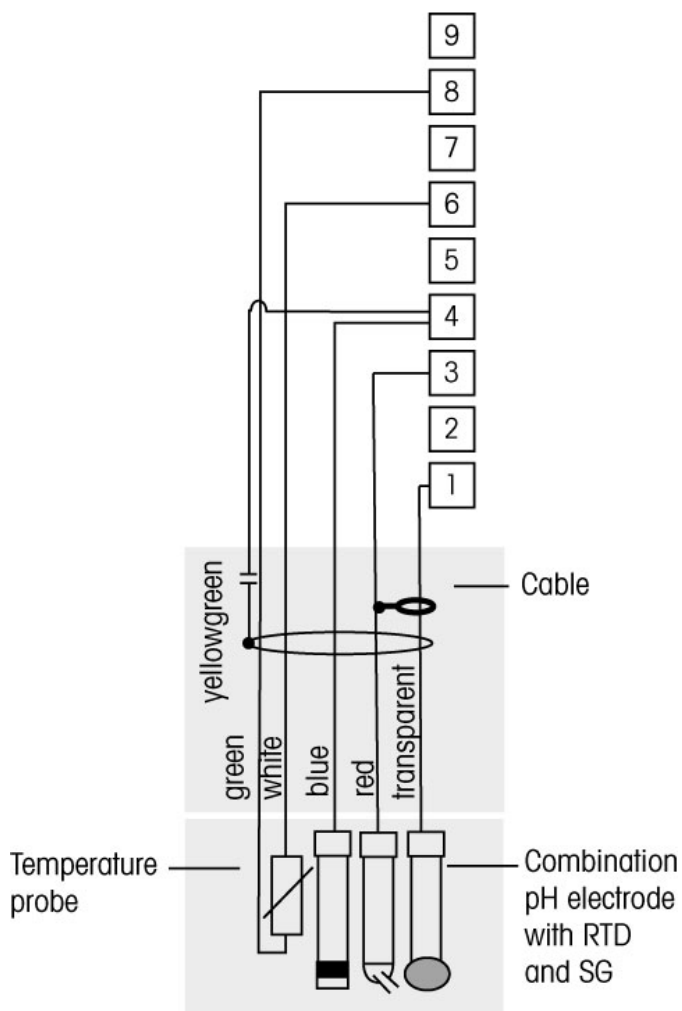 9
8
7
6
5
4
3
2
1
Cable
yellowgreen
green
white
blue
red
transparent
Temperature
probe
Combination
pH electrode
with RTD
and SG